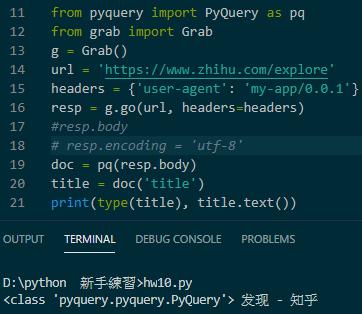 11 from pyquery import PyQuery as pq
12 from grab import Grab
13 g = Grab()
14 url = 'https://www.zhihu.com/explore'
15 headers = {'user-agent': 'my-app/0.0.1'}
16 resp = g.go(url, headers=headers)
17 #resp.body
18 # resp.encoding = 'utf-8'
19 doc = pq(resp.body)
20 title = doc('title')
21 print(type(title), title.text())
OUTPUT TERMINAL DEBUG CONSOLE PROBLEMS
D:\python 新手練習>hw10.py
<class 'pyquery.pyquery.PyQuery'> 发现 - 知乎